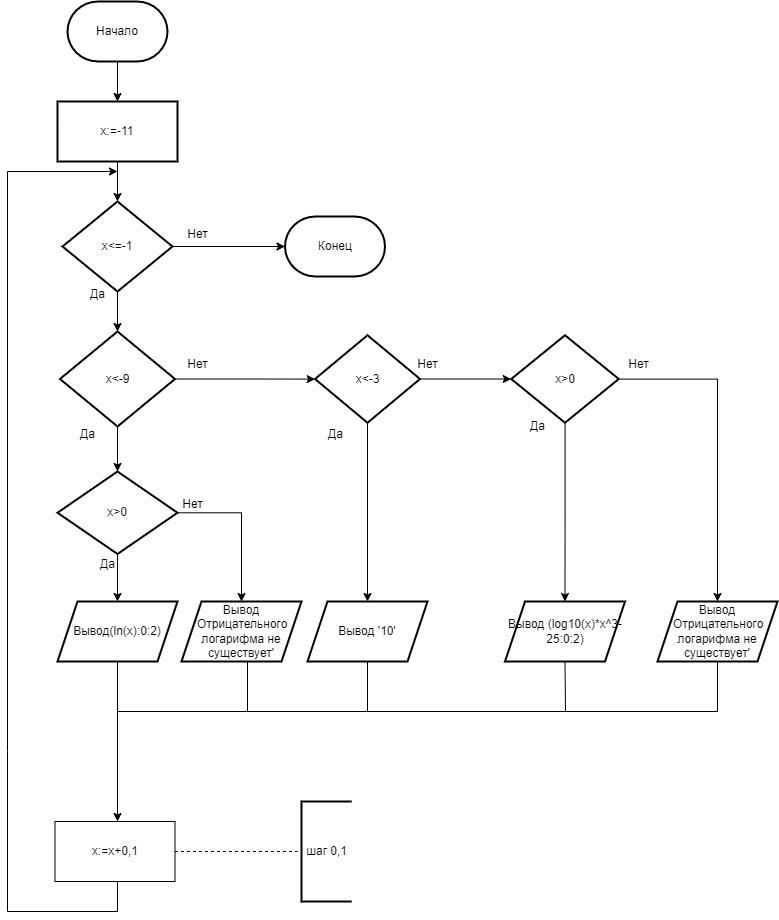 Начало
x:=-11
x<=-1
Нет
Конец
Да
x<-9
Нет
x<-3
Нет
x>0
Нет
Да
Да
Да
x>0
Нет
Да
Вывод(ln(x):0:2)
Вывод
Отрицательного
логарифма не
существует'
Вывод '10'
Вывод (log10(x)*x^3-
25:0:2)
Вывод
Отрицательного
логарифма не
существует'
x:=x+0,1
шаг 0,1